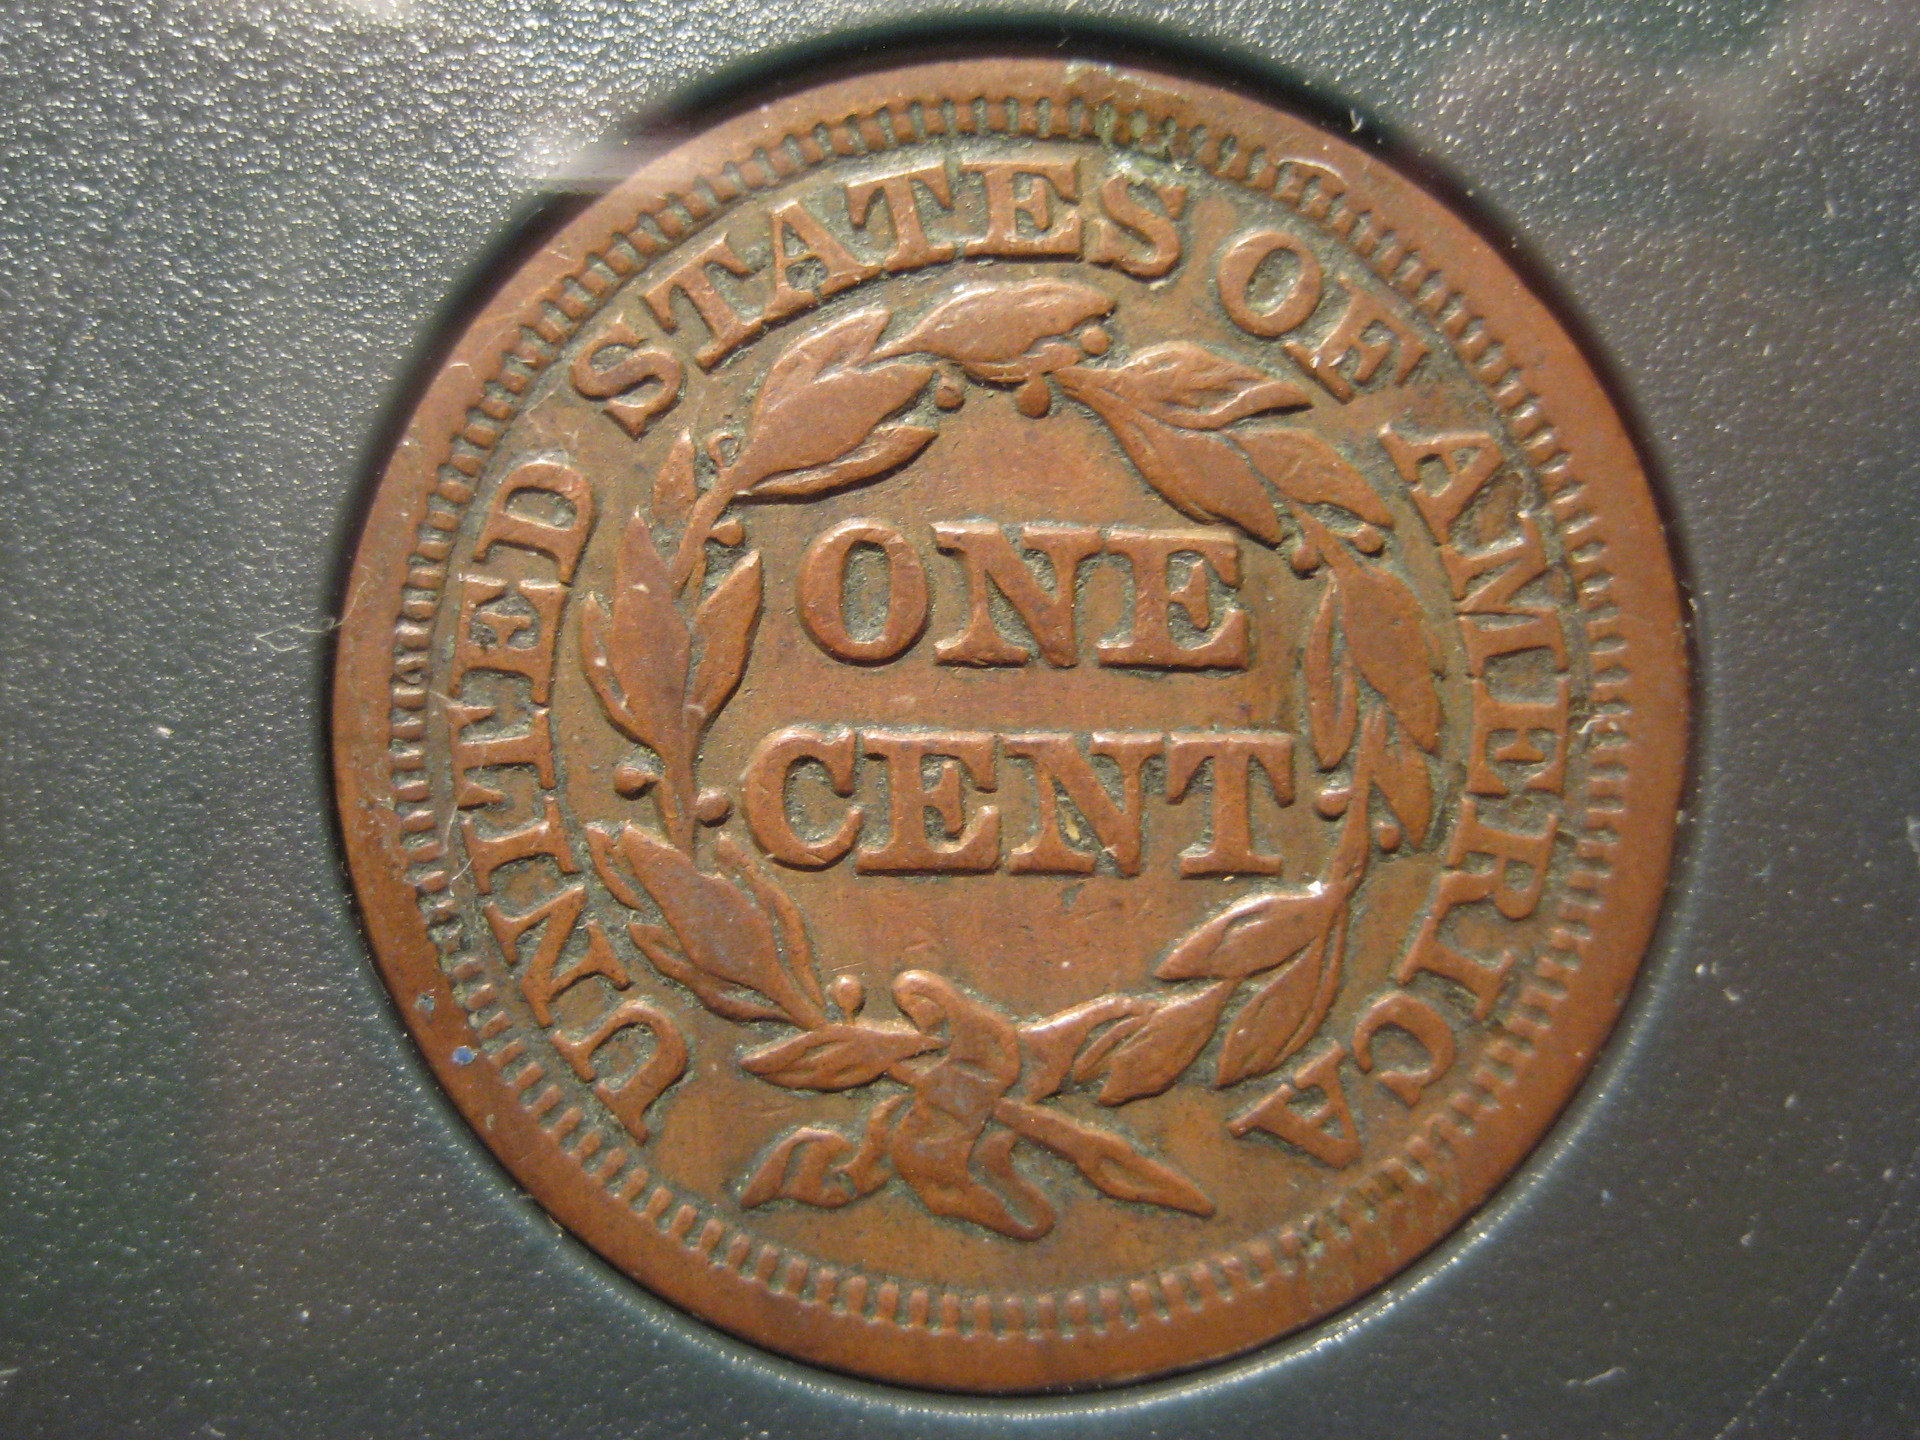 UNITED STATES OF AMERICA
ONE
CENT